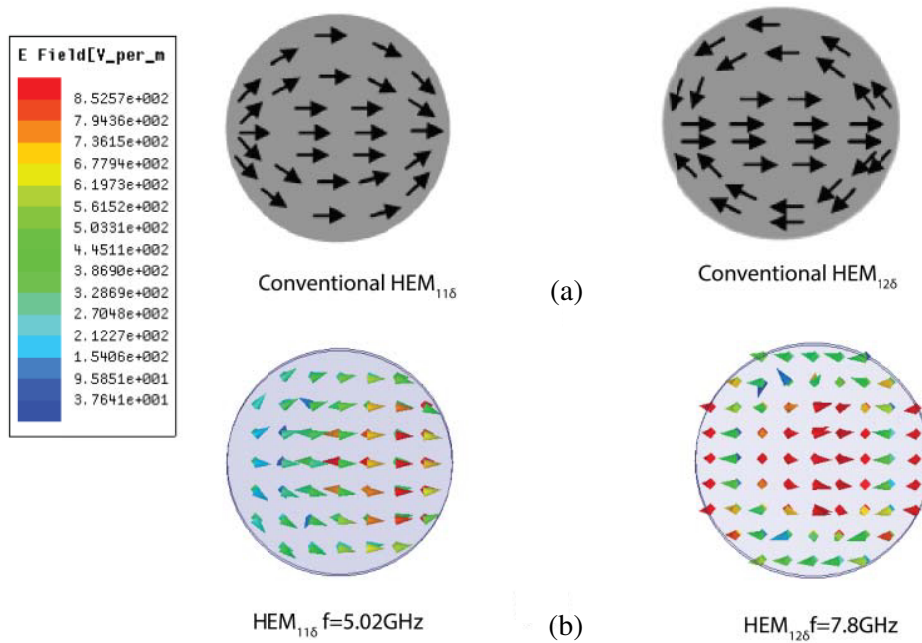 E Field[V_per_m
8.5257e+002
7.9436e+002
7.3615e+002
6.7794e+002
6.1973e+002
5.6152e+002
5.0331e+002
4.4511e+002
3.8690e+002
3.2869e+002
2.7048e+002
2.1227e+002
1.5406e+002
9.5851e+001
3.7641e+001
Conventional HEM11δ
(a)
Conventional HEM12δ
HEM11δ f=5.02GHz
(b)
HEM12δf=7.8GHz